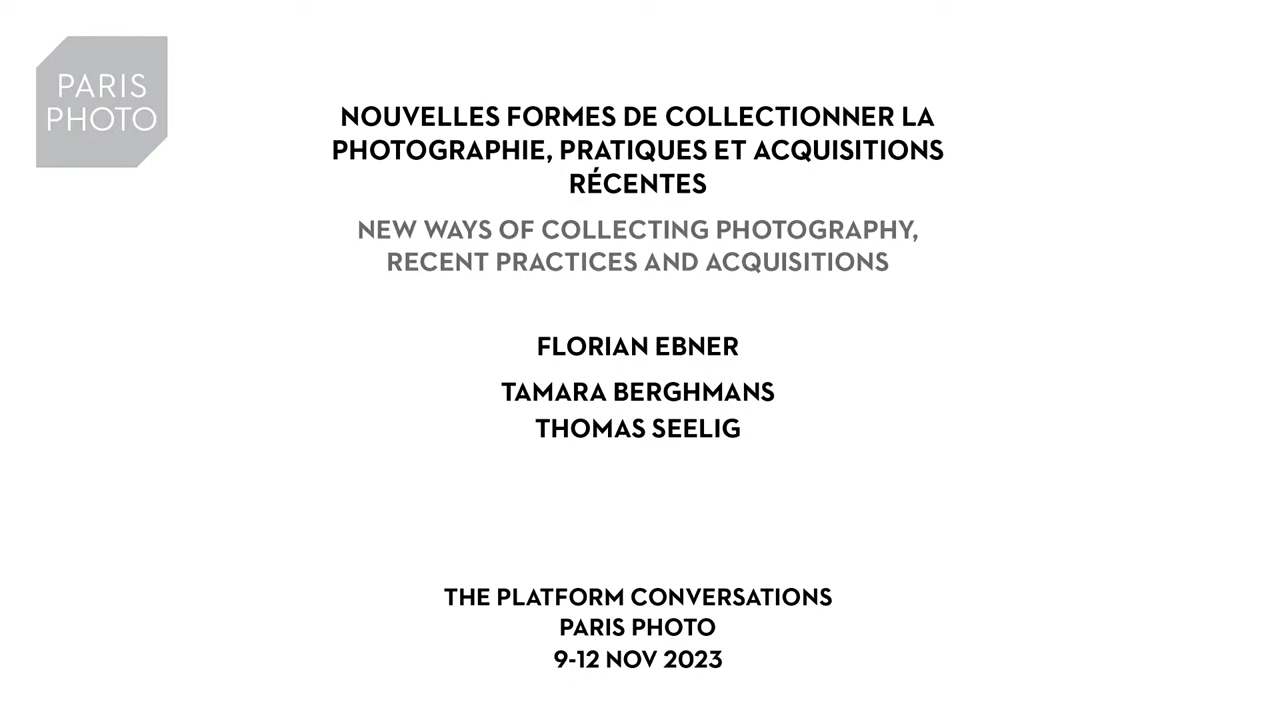 PARIS
PHOTO
NOUVELLES FORMES DE COLLECTIONNER LA
PHOTOGRAPHIE, PRATIQUES ET ACQUISITIONS
RÉCENTES
NEW WAYS OF COLLECTING PHOTOGRAPHY,
RECENT PRACTICES AND ACQUISITIONS
FLORIAN EBNER
TAMARA BERGHMANS
THOMAS SEELIG
THE PLATFORM CONVERSATIONS
PARIS PHOTO
9-12 NOV 2023